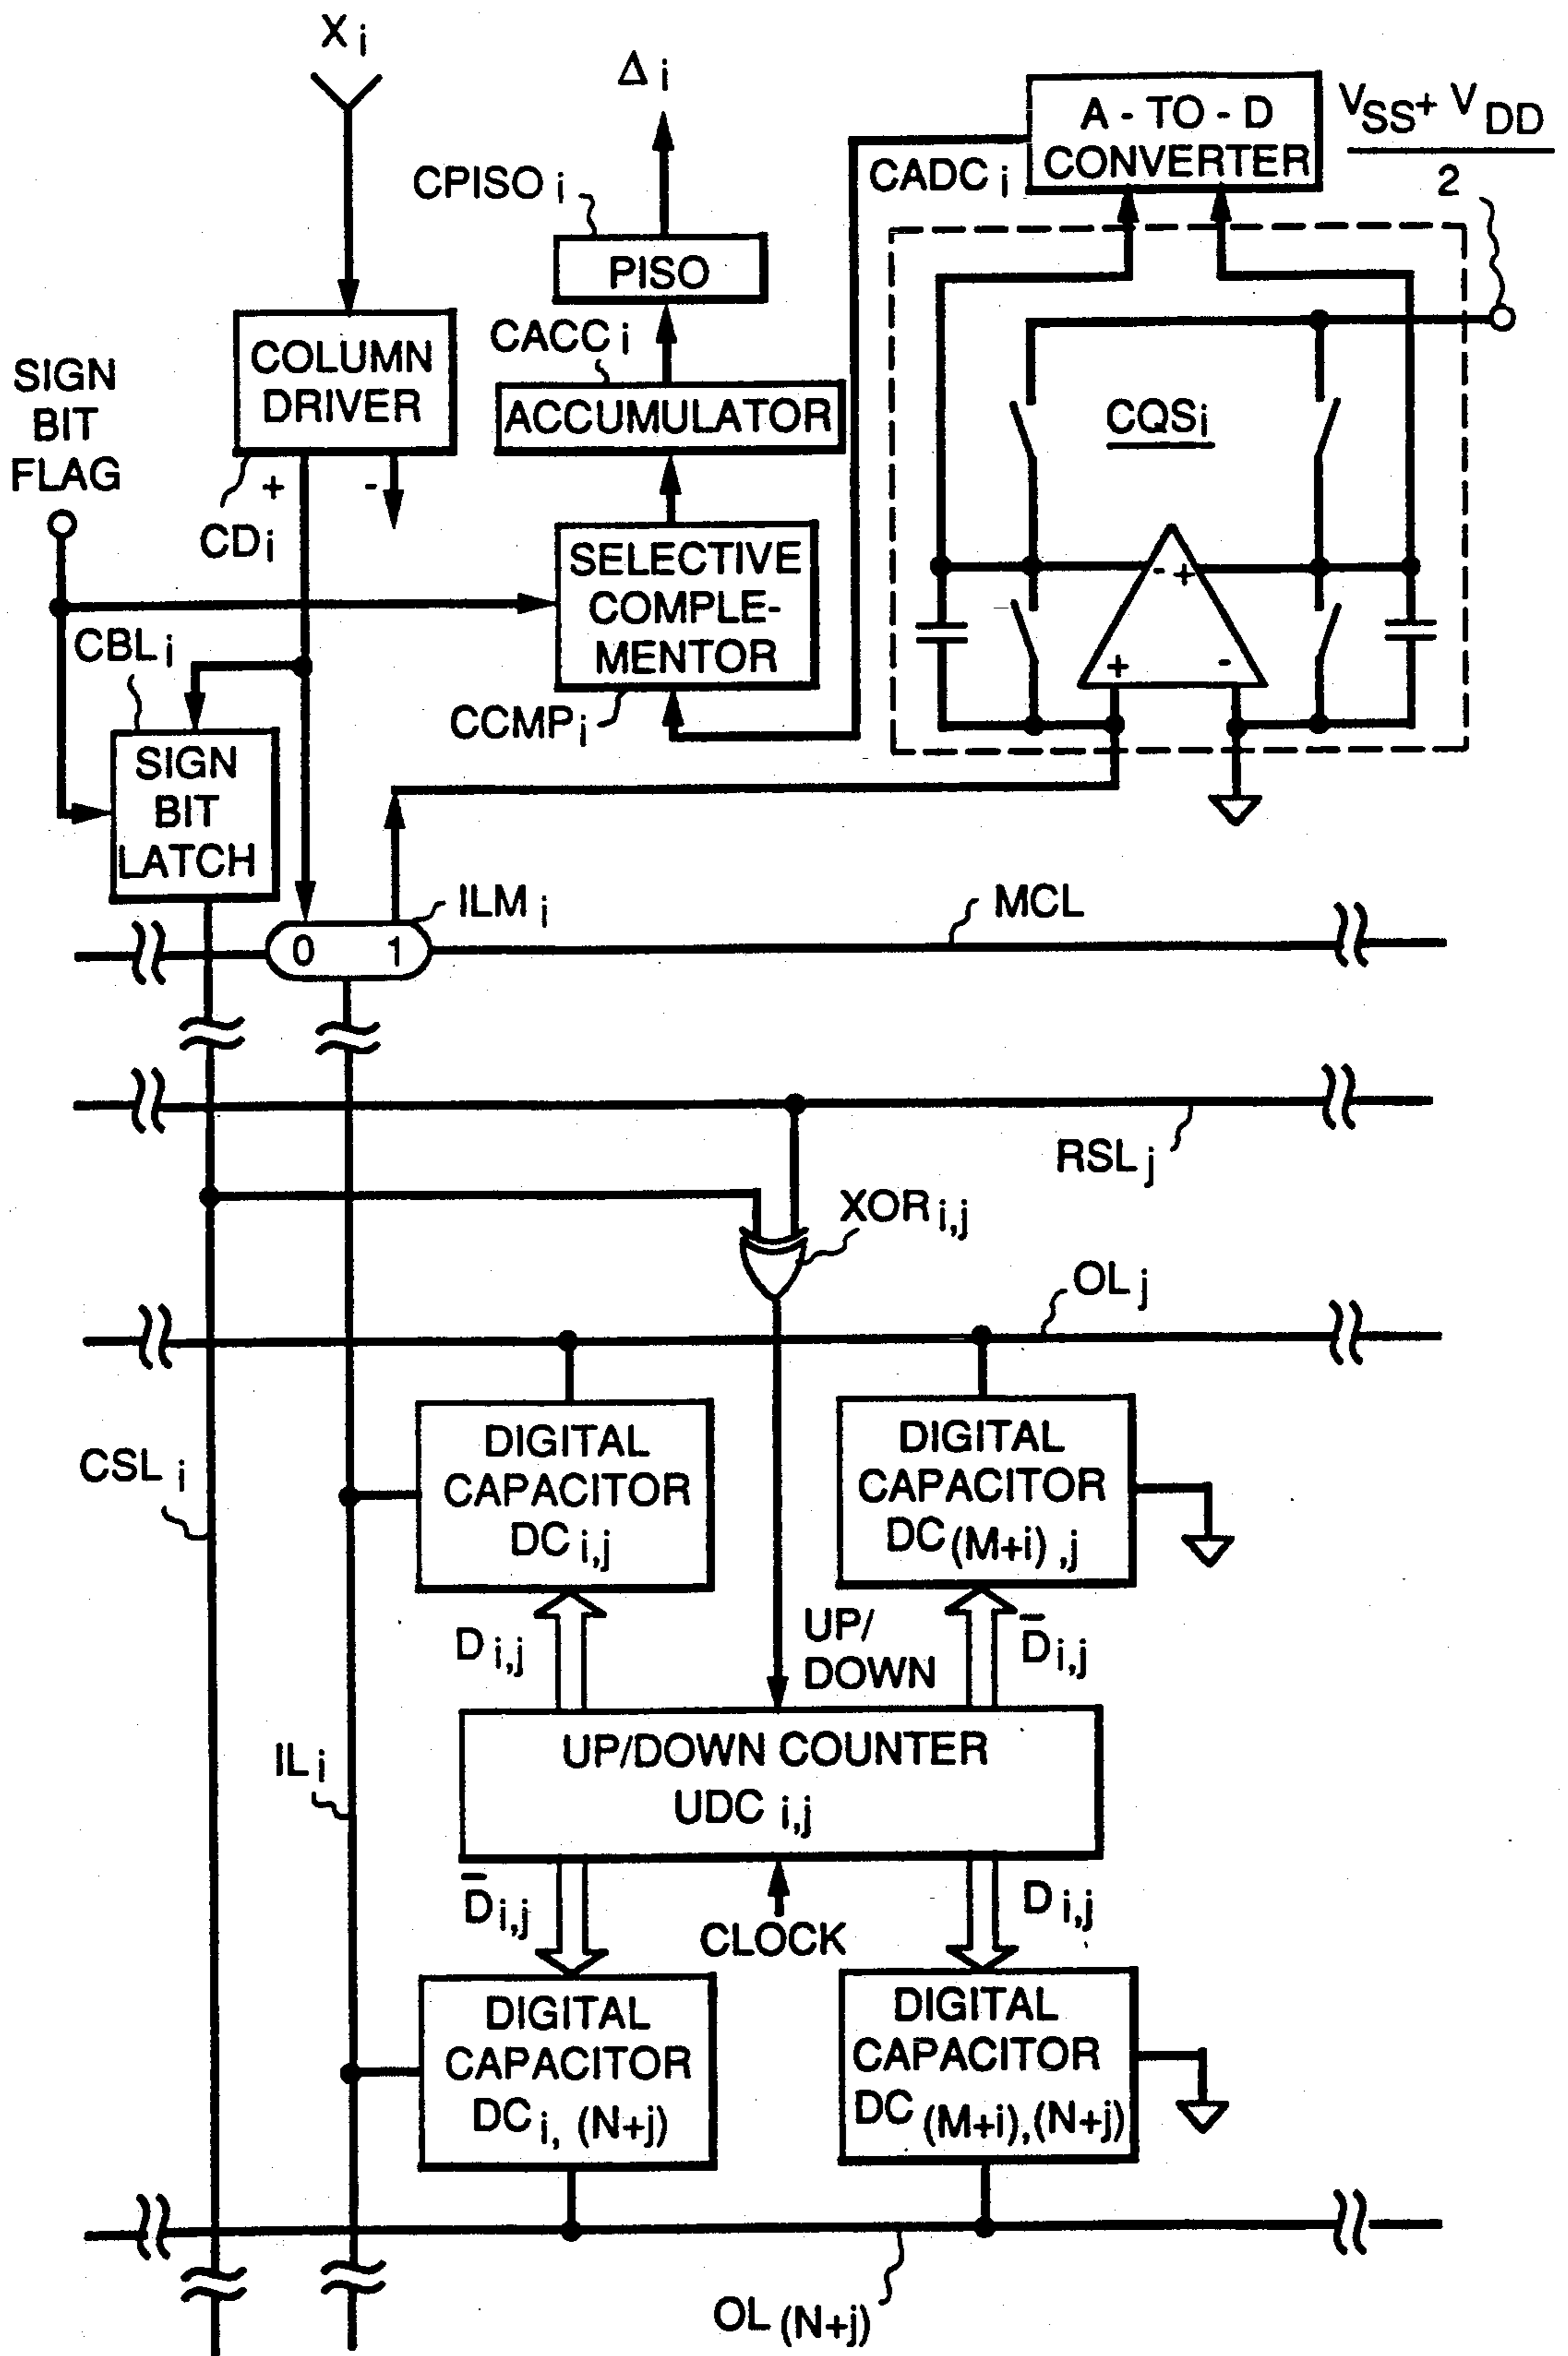 X i
Δ i
A - TO - D
CONVERTER
VSS + V DD
2
CADC i
CPISO i
PISO
CACC i
ACCUMULATOR
COLUMN
DRIVER
SIGN
BIT
FLAG
+
-
CD i
CQS i
SELECTIVE
COMPLE-
MENTOR
- +
+
-
CBL i
CCMP i
SIGN
BIT
LATCH
ILM i
MCL
0 1
RSL j
XOR i,j
OL j
CSL i
DIGITAL
CAPACITOR
DC i,j
DIGITAL
CAPACITOR
DC (M+i) ,j
D i,j
UP/
DOWN
D̅ i,j
IL i
UP/DOWN COUNTER
UDC i,j
D̅ i,j
CLOCK
D i,j
DIGITAL
CAPACITOR
DC i, (N+j)
DIGITAL
CAPACITOR
DC (M+i),(N+j)
OL (N+j)